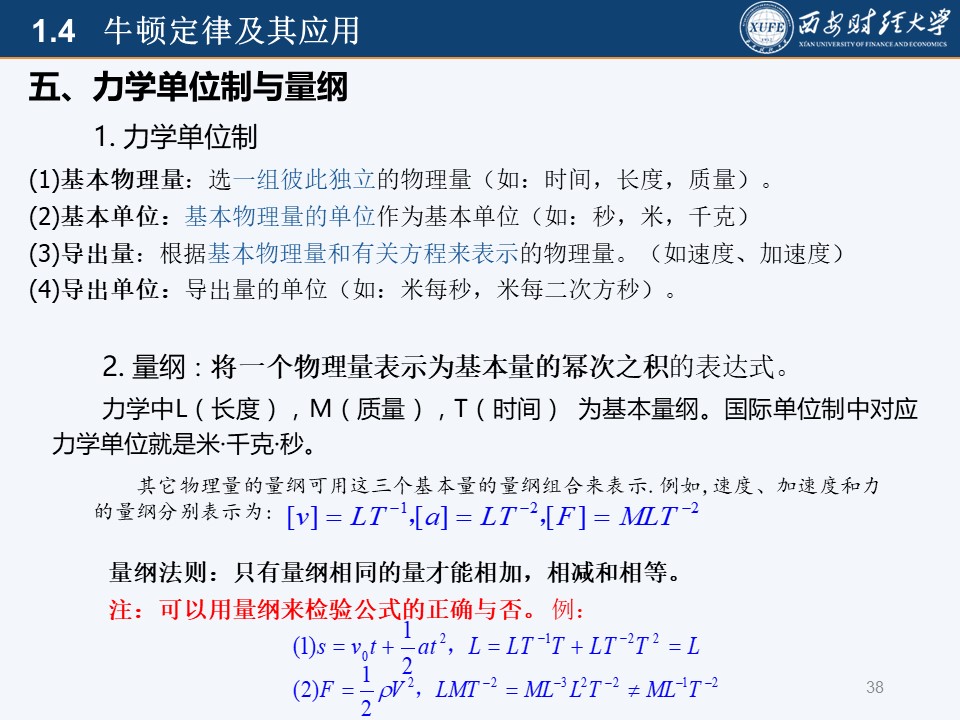 1.4 牛顿定律及其应用
XUFE 西安财经大学
XI'AN UNIVERSITY OF FINANCE AND ECONOMICS
五、力学单位制与量纲
1. 力学单位制
(1)基本物理量：选一组彼此独立的物理量（如：时间，长度，质量）。
(2)基本单位：基本物理量的单位作为基本单位（如：秒，米，千克）
(3)导出量：根据基本物理量和有关方程来表示的物理量。（如速度、加速度）
(4)导出单位：导出量的单位（如：米每秒，米每二次方秒）。
2. 量纲：将一个物理量表示为基本量的幂次之积的表达式。
力学中L（长度），M（质量），T（时间） 为基本量纲。国际单位制中对应
力学单位就是米·千克·秒。
其它物理量的量纲可用这三个基本量的量纲组合来表示.例如,速度、加速度和力
的量纲分别表示为: [v] = LT⁻¹,[a] = LT⁻²,[F] = MLT⁻²
量纲法则：只有量纲相同的量才能相加，相减和相等。
注：可以用量纲来检验公式的正确与否。例：
(1)s = v₀t + 1/2 at², L = LT⁻¹T + LT⁻²T² = L
(2)F = 1/2 ρV², LMT⁻² = ML⁻³L²T⁻² ≠ ML⁻¹T⁻²
38